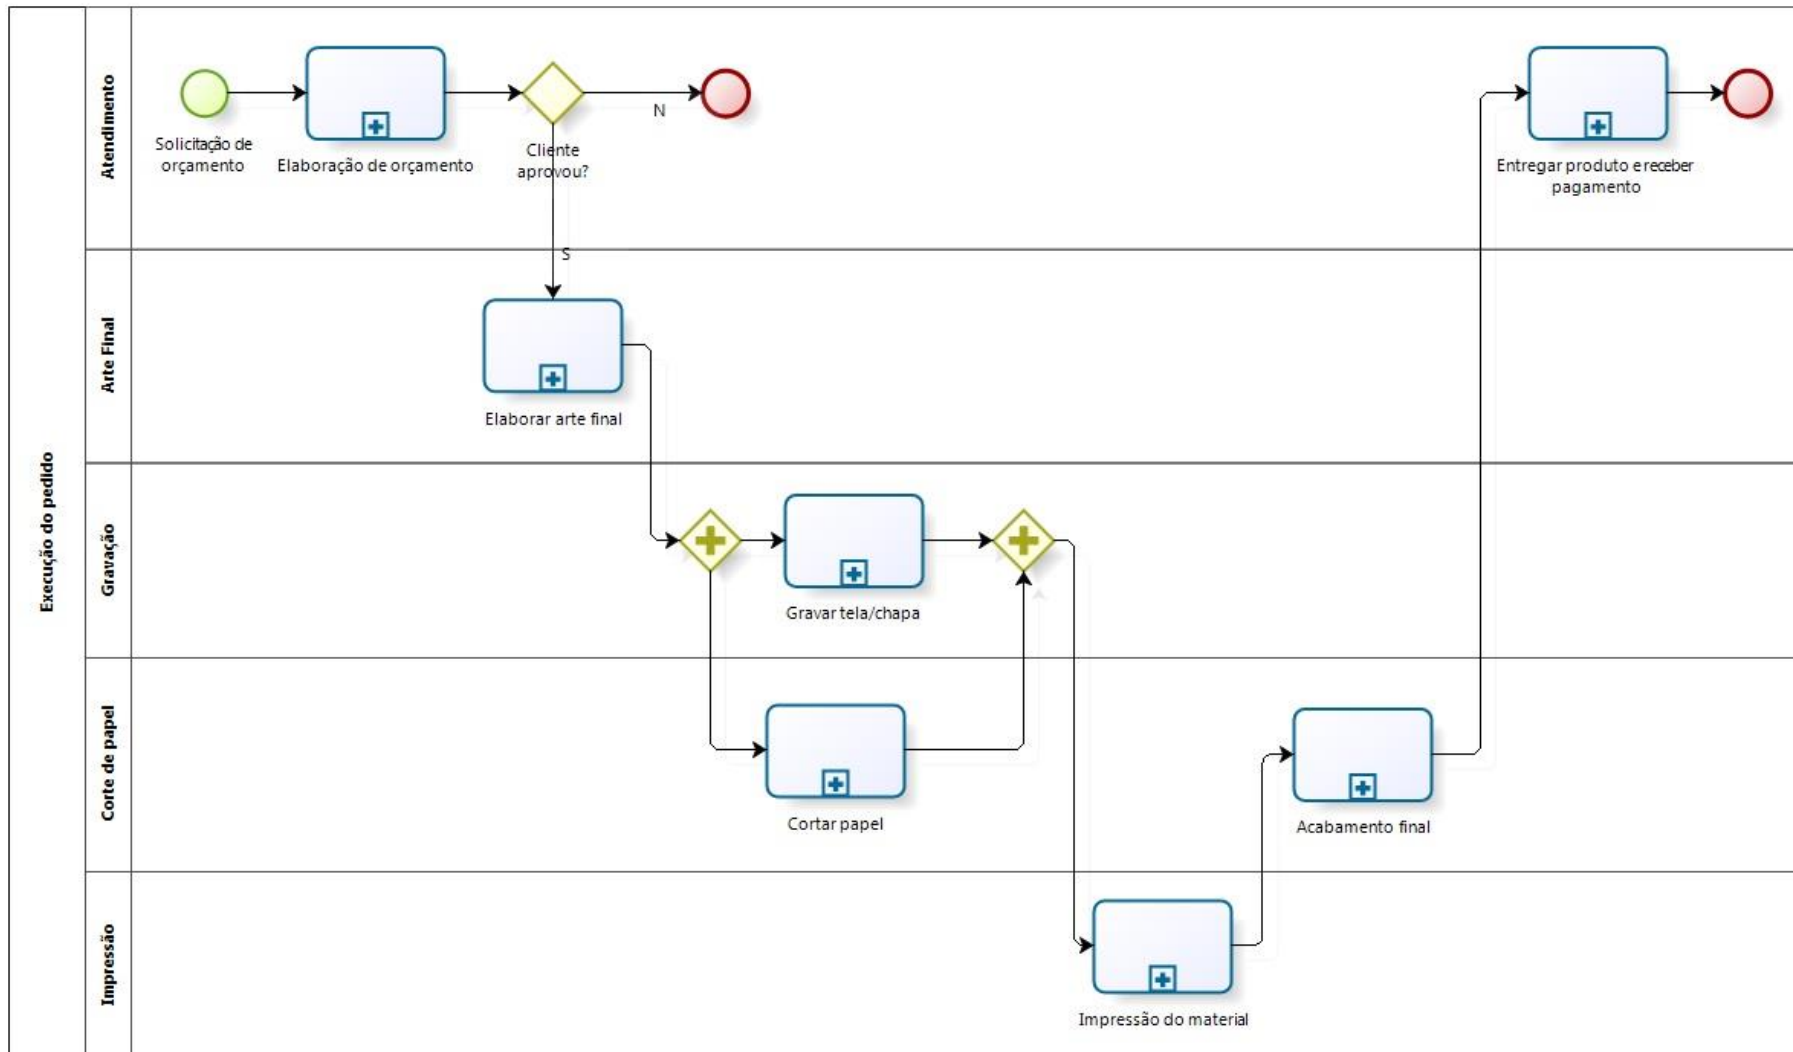 Execução do pedido
Atendimento
Solicitação de
orçamento
Elaboração de orçamento
Cliente
aprovou?
N
S
Entregar produto e receber
pagamento
Arte Final
Elaborar arte final
Gravação
Gravar tela/chapa
Corte de papel
Cortar papel
Acabamento final
Impressão
Impressão do material